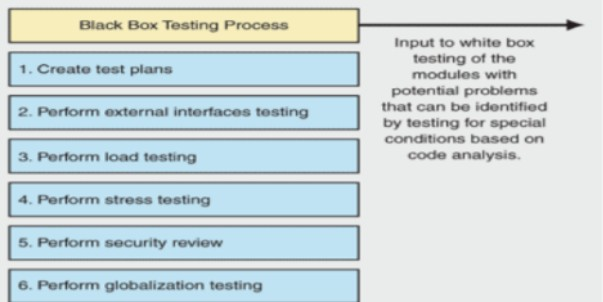 Black Box Testing Process
1. Create test plans
2. Perform external interfaces testing
3. Perform load testing
4. Perform stress testing
5. Perform security review
6. Perform globalization testing
Input to white box
testing of the
modules with
potential problems
that can be identified
by testing for special
conditions based on
code analysis.